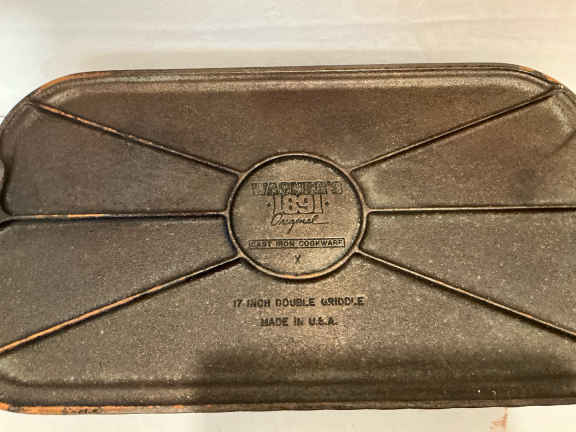 WAGNER'S
·1891·
Original
CAST IRON COOKWARE
X
17 INCH DOUBLE GRIDDLE
MADE IN U.S.A.